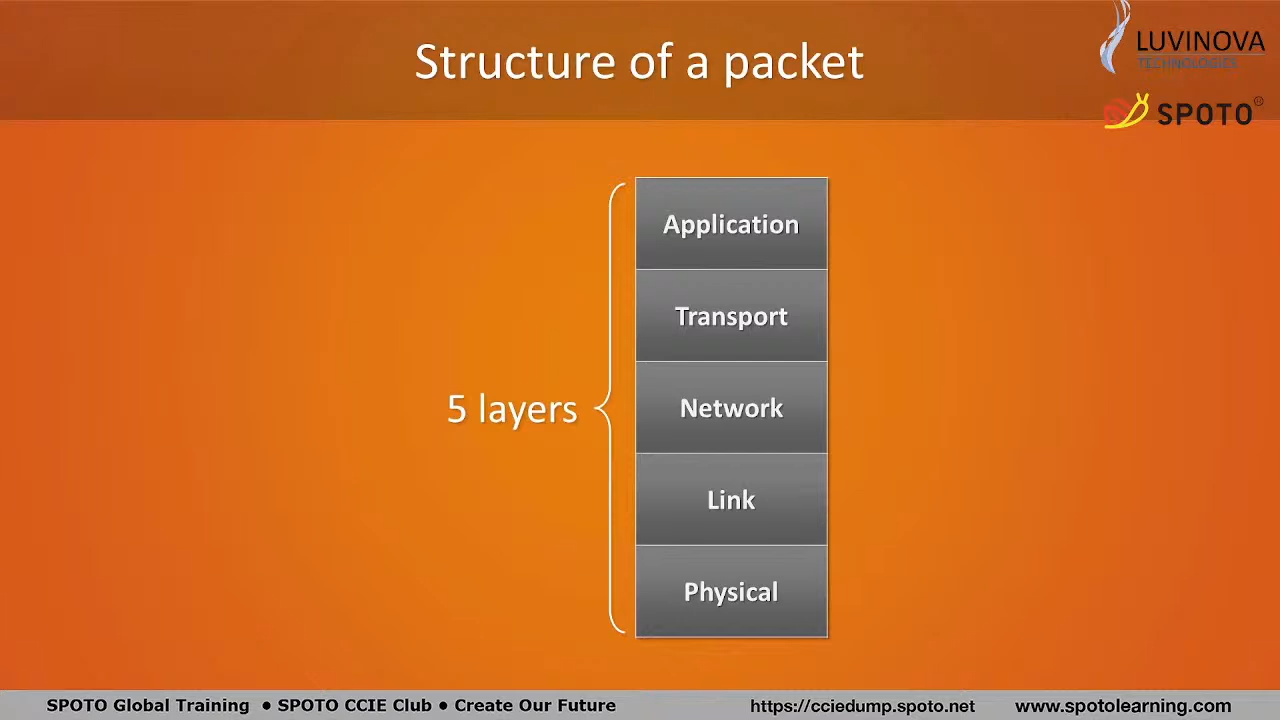 Structure of a packet
LUVINOVA
TECHNOLOGIES
SPOTO
Application
Transport
Network
Link
Physical
5 layers
SPOTO Global Training ● SPOTO CCIE Club ● Create Our Future
https://cciedump.spoto.net
www.spotolearning.com